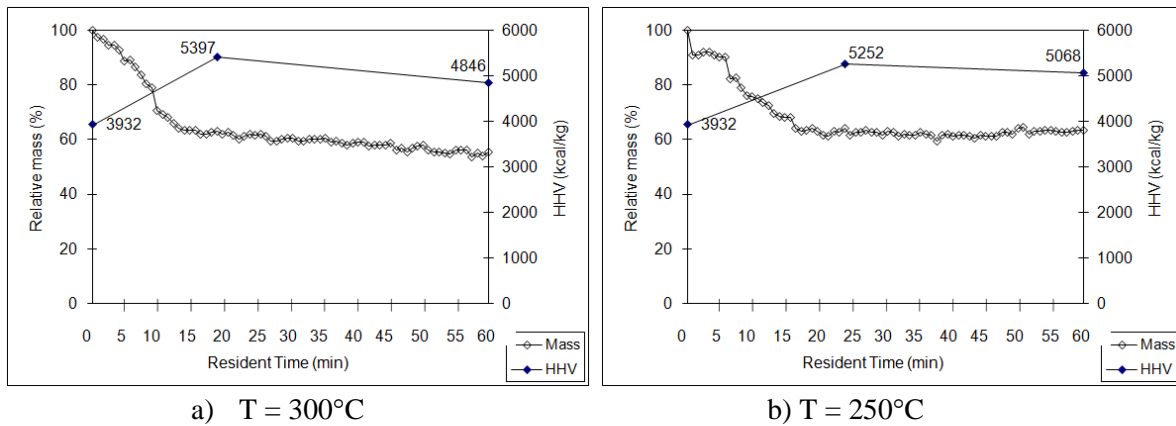 100
80
60
40
20
0
Relative mass (%)
3932
5397
4846
6000
5000
4000
3000
2000
1000
0
HHV (kcal/kg)
0 5 10 15 20 25 30 35 40 45 50 55 60
Resident Time (min)
Mass
HHV
a) T = 300°C
100
80
60
40
20
0
Relative mass (%)
3932
5252
5068
6000
5000
4000
3000
2000
1000
0
HHV (kcal/kg)
0 5 10 15 20 25 30 35 40 45 50 55 60
Resident Time (min)
Mass
HHV
b) T = 250°C